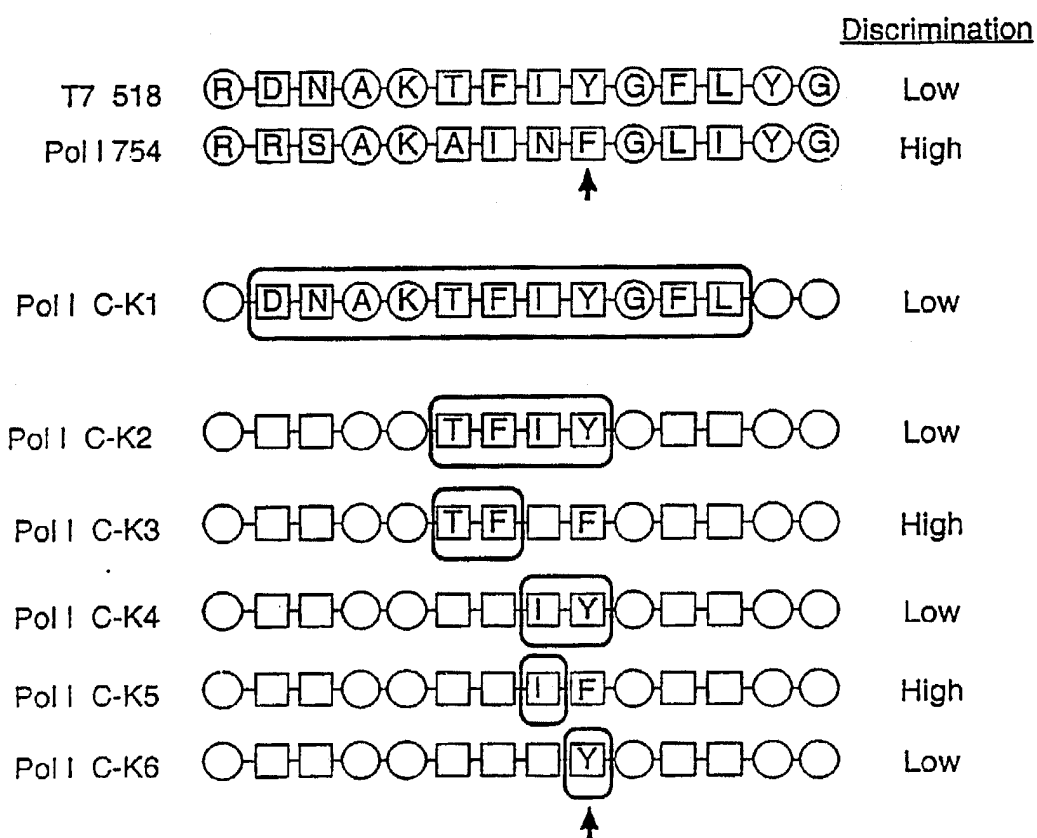 Discrimination
T7 518 R D N A K T F I Y G F L Y G Low
Pol I 754 R R S A K A I N F G L I Y G High
Pol I C-K1 D N A K T F I Y G F L Low
Pol I C-K2 T F I Y Low
Pol I C-K3 T F F High
Pol I C-K4 I Y Low
Pol I C-K5 I F High
Pol I C-K6 Y Low